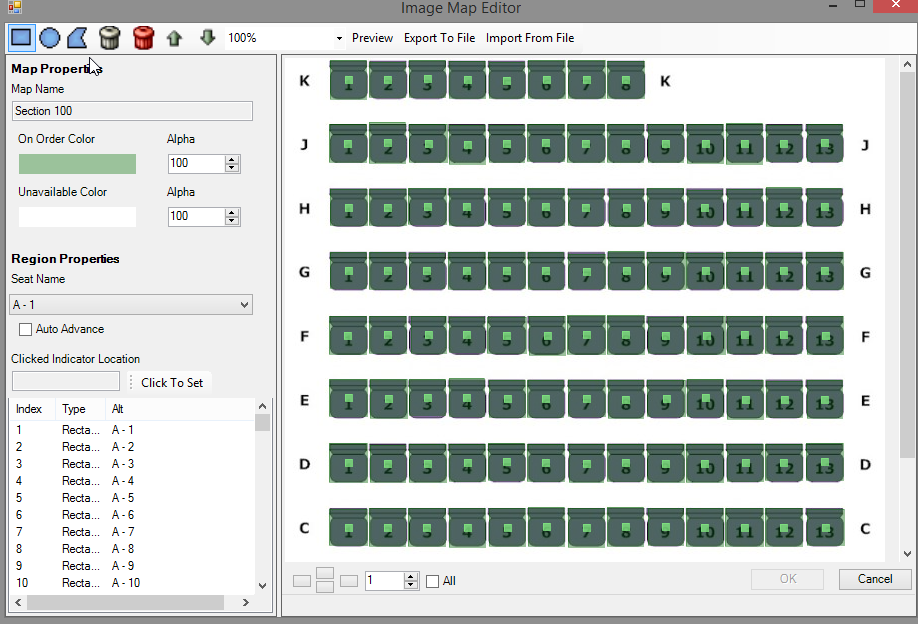 Image Map Editor
100% Preview Export To File Import From File
Map Properties
Map Name
Section 100
On Order Color Alpha
100
Unavailable Color Alpha
100
Region Properties
Seat Name
A - 1
Auto Advance
Clicked Indicator Location
Click To Set
Index Type Alt
1 Recta... A - 1
2 Recta... A - 2
3 Recta... A - 3
4 Recta... A - 4
5 Recta... A - 5
6 Recta... A - 6
7 Recta... A - 7
8 Recta... A - 8
9 Recta... A - 9
10 Recta... A - 10
K 1 2 3 4 5 6 7 8 K
J 1 2 3 4 5 6 7 8 9 10 11 12 13 J
H 1 2 3 4 5 6 7 8 9 10 11 12 13 H
G 1 2 3 4 5 6 7 8 9 10 11 12 13 G
F 1 2 3 4 5 6 7 8 9 10 11 12 13 F
E 1 2 3 4 5 6 7 8 9 10 11 12 13 E
D 1 2 3 4 5 6 7 8 9 10 11 12 13 D
C 1 2 3 4 5 6 7 8 9 10 11 12 13 C
1 All OK Cancel